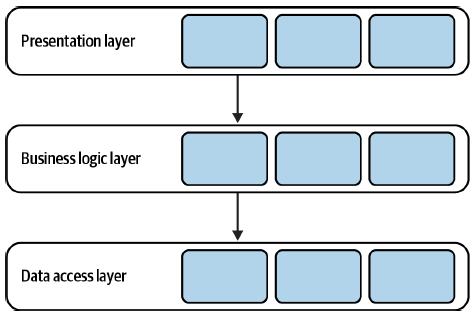 Presentation layer
Business logic layer
Data access layer